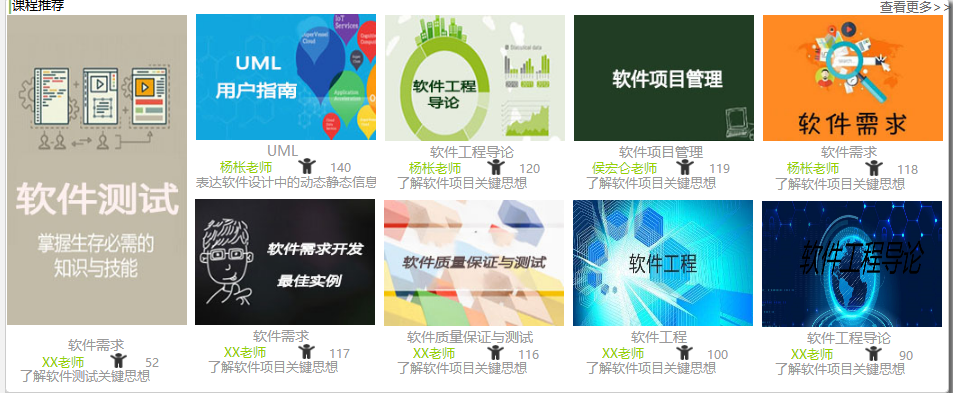 课程推荐
查看更多>>
软件测试
掌握生存必需的
知识与技能
软件需求
XX老师 52
了解软件测试关键思想
UML
用户指南
UML
杨枨老师 140
表达软件设计中的动态静态信息
软件工程
导论
软件工程导论
杨枨老师 120
了解软件项目关键思想
软件项目管理
软件项目管理
侯宏仑老师 119
了解软件项目关键思想
软件需求
软件需求
杨枨老师 118
了解软件项目关键思想
软件需求开发
最佳实例
软件需求
XX老师 117
了解软件项目关键思想
软件质量保证与测试
软件质量保证与测试
XX老师 116
了解软件项目关键思想
软件工程
软件工程
XX老师 100
了解软件项目关键思想
软件工程导论
软件工程导论
XX老师 90
了解软件项目关键思想